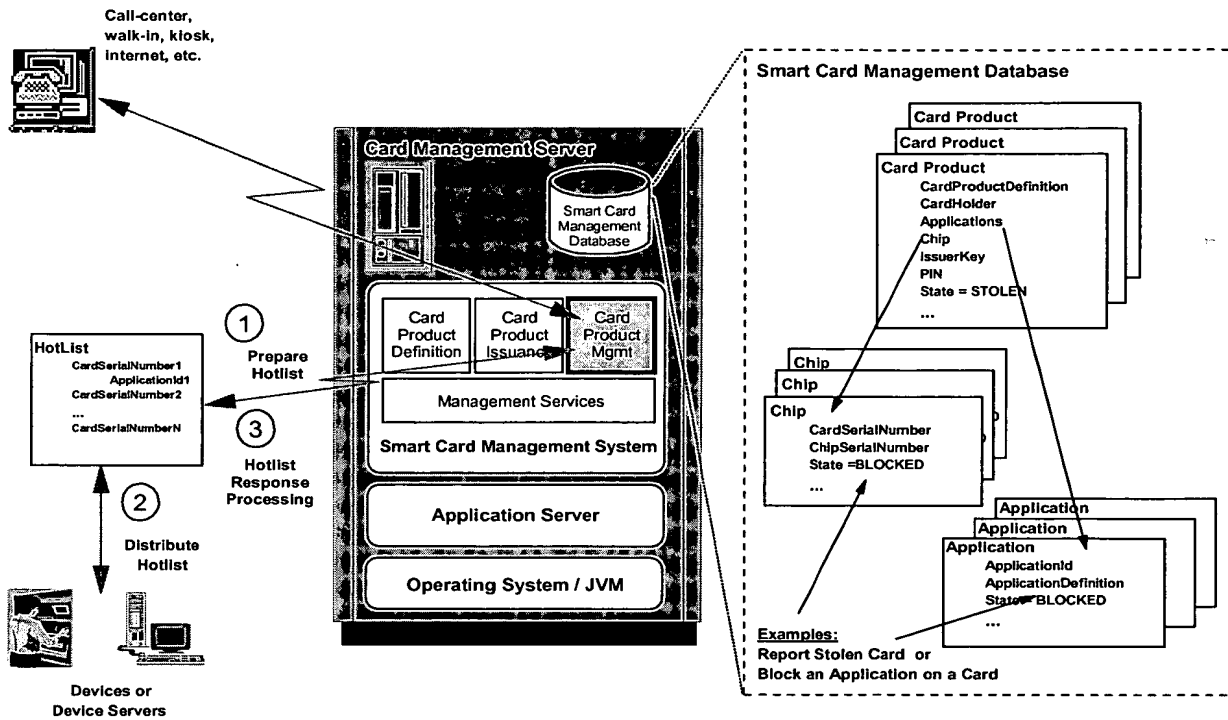 Call-center,
walk-in, kiosk,
internet, etc.
Card Management Server
Smart Card
Management
Database
Card
Product
Definition
Card
Product
Issuance
Card
Product
Mgmt
Management Services
Smart Card Management System
Application Server
Operating System / JVM
1
Prepare
Hotlist
HotList
CardSerialNumber1
ApplicationId1
CardSerialNumber2
...
CardSerialNumberN
3
Hotlist
Response
Processing
2
Distribute
Hotlist
Devices or
Device Servers
Smart Card Management Database
Card Product
Card Product
Card Product
CardProductDefinition
CardHolder
Applications
Chip
IssuerKey
PIN
State = STOLEN
...
Chip
Chip
Chip
CardSerialNumber
ChipSerialNumber
State =BLOCKED
...
Application
Application
Application
ApplicationId
ApplicationDefinition
State = BLOCKED
...
Examples:
Report Stolen Card or
Block an Application on a Card